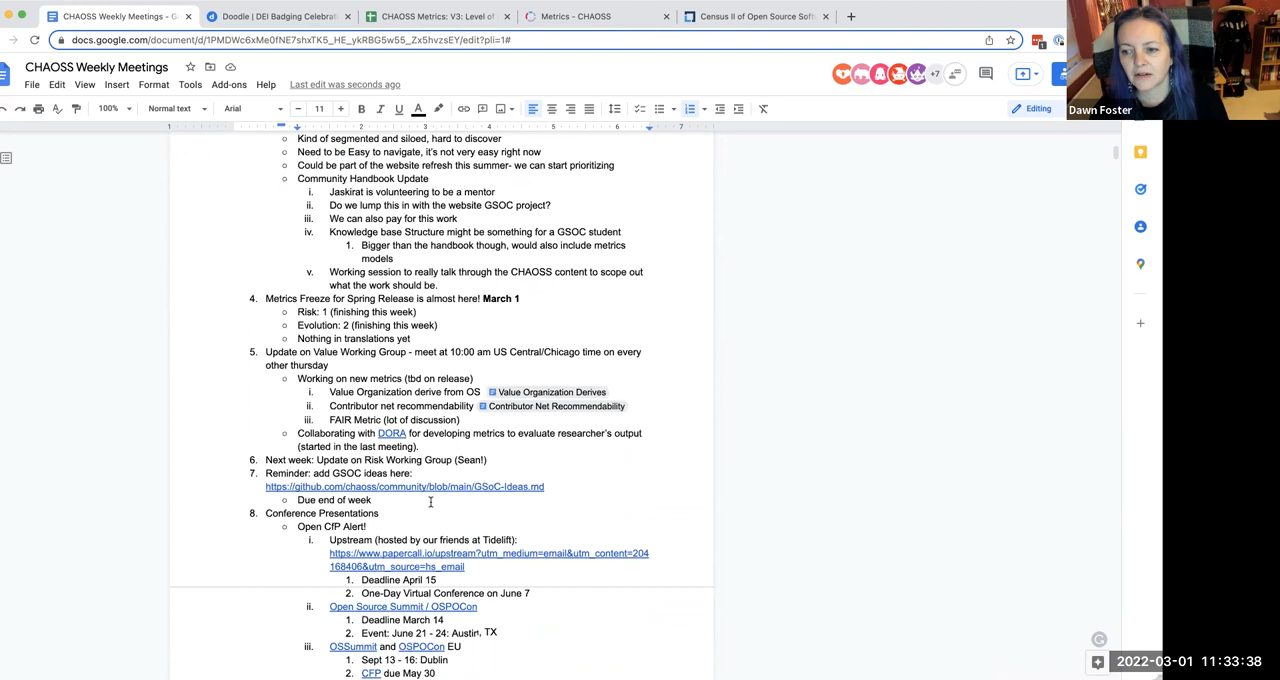 CHAOSS Weekly Meetings - G
Doodle | DEI Badging Celebrati
CHAOSS Metrics: V3: Level of
Metrics - CHAOSS
Census II of Open Source Softw
docs.google.com/document/d/1PMDWc6xMe0fNE7shxTK5_HE_ykRBG5w55_Zx5hvzsEY/edit?pli=1#
CHAOSS Weekly Meetings
File Edit View Insert Format Tools Add-ons Help Last edit was seconds ago
+7
Dawn Foster
100% Normal text Arial 11 Editing
1 1 2 3 4 5 6 7
Kind of segmented and siloed, hard to discover
Need to be Easy to navigate, it's not very easy right now
Could be part of the website refresh this summer- we can start prioritizing
Community Handbook Update
i. Jaskirat is volunteering to be a mentor
ii. Do we lump this in with the website GSOC project?
iii. We can also pay for this work
iv. Knowledge base Structure might be something for a GSOC student
1. Bigger than the handbook though, would also include metrics
models
v. Working session to really talk through the CHAOSS content to scope out
what the work should be.
4. Metrics Freeze for Spring Release is almost here! March 1
Risk: 1 (finishing this week)
Evolution: 2 (finishing this week)
Nothing in translations yet
5. Update on Value Working Group - meet at 10:00 am US Central/Chicago time on every
other thursday
Working on new metrics (tbd on release)
i. Value Organization derive from OS Value Organization Derives
ii. Contributor net recommendability Contributor Net Recommendability
iii. FAIR Metric (lot of discussion)
Collaborating with DORA for developing metrics to evaluate researcher's output
(started in the last meeting).
6. Next week: Update on Risk Working Group (Sean!)
7. Reminder: add GSOC ideas here:
https://github.com/chaoss/community/blob/main/GSoC-Ideas.md
Due end of week
8. Conference Presentations
Open CfP Alert!
i. Upstream (hosted by our friends at Tidelift):
https://www.papercall.io/upstream?utm_medium=email&utm_content=204
168406&utm_source=hs_email
1. Deadline April 15
2. One-Day Virtual Conference on June 7
ii. Open Source Summit / OSPOCon
1. Deadline March 14
2. Event: June 21 - 24: Austin, TX
iii. OSSummit and OSPOCon EU
1. Sept 13 - 16: Dublin
2. CFP due May 30
2022-03-01 11:33:38